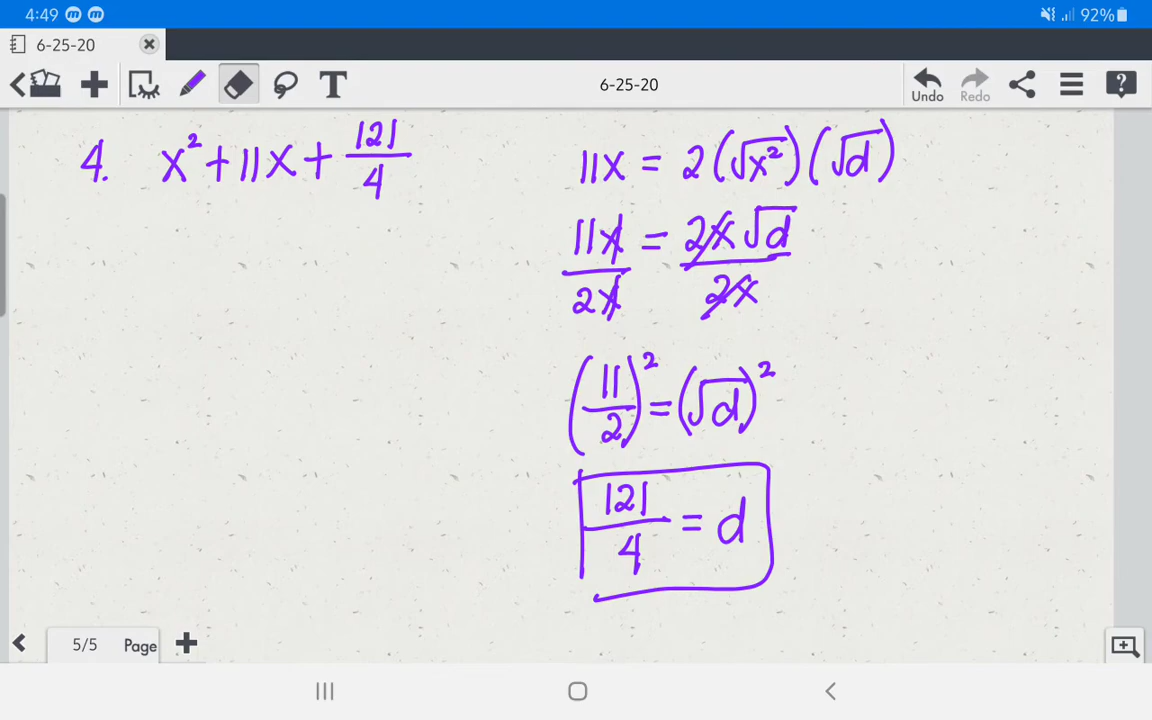 4:49 92%
6-25-20
T 6-25-20 Undo Redo ?
4. x² + 11x + 121/4
11x = 2(√x²)(√d)
11x/2x = 2x√d/2x
(11/2)² = (√d)²
121/4 = d
5/5 Page